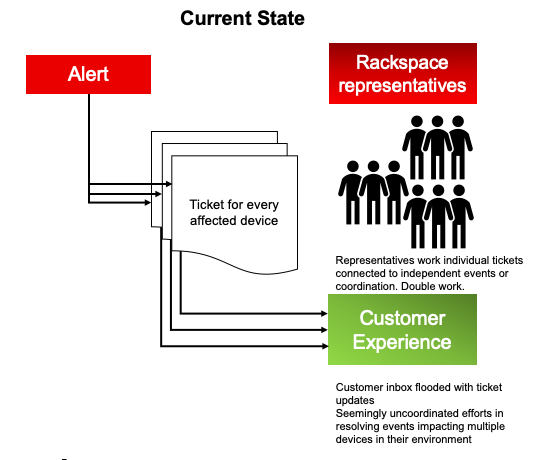 Current State
Alert
Rackspace
representatives
Ticket for every
affected device
Representatives work individual tickets
connected to independent events or
coordination. Double work.
Customer
Experience
Customer inbox flooded with ticket
updates
Seemingly uncoordinated efforts in
resolving events impacting multiple
devices in their environment